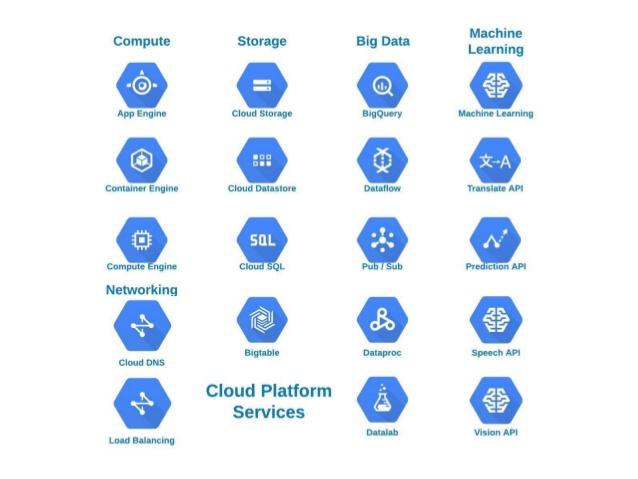 Compute
App Engine
Container Engine
Compute Engine
Networking
Cloud DNS
Load Balancing
Storage
Cloud Storage
Cloud Datastore
SQL
Cloud SQL
Bigtable
Cloud Platform
Services
Big Data
BigQuery
Dataflow
Pub / Sub
Dataproc
Datalab
Machine
Learning
Machine Learning
文→A
Translate API
Prediction API
Speech API
Vision API